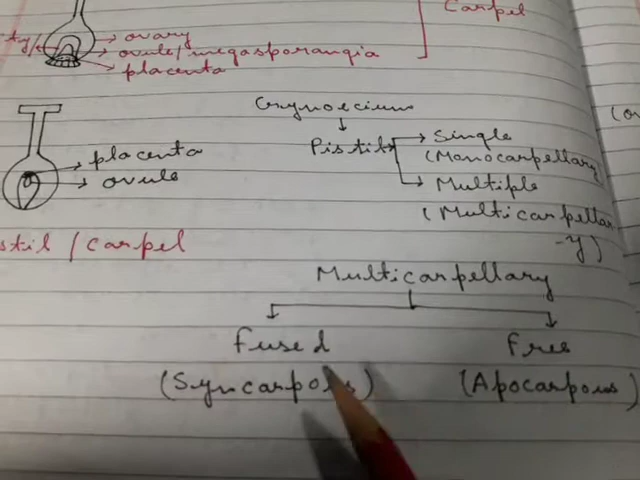 Carpel
ovary
ovule/megasporangia
placenta
Gynoecium
Pistil
Single
(Monocarpellary
placenta
ovule
Multiple
(Multicarpellar
-y)
stil / carpel
Multicarpellary
Fused
Free
(Syncarpous)
(Apocarpous)